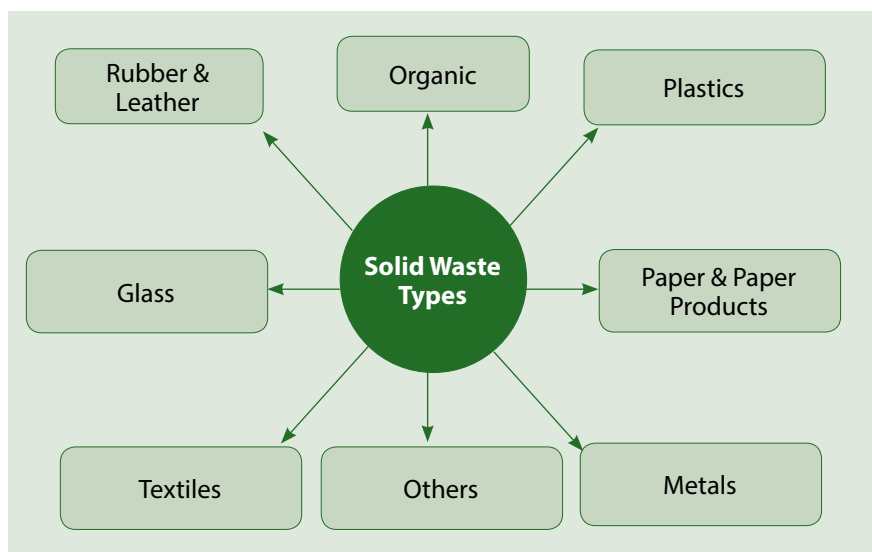 Rubber &
Leather
Organic
Plastics
Solid Waste
Types
Glass
Paper & Paper
Products
Textiles
Others
Metals